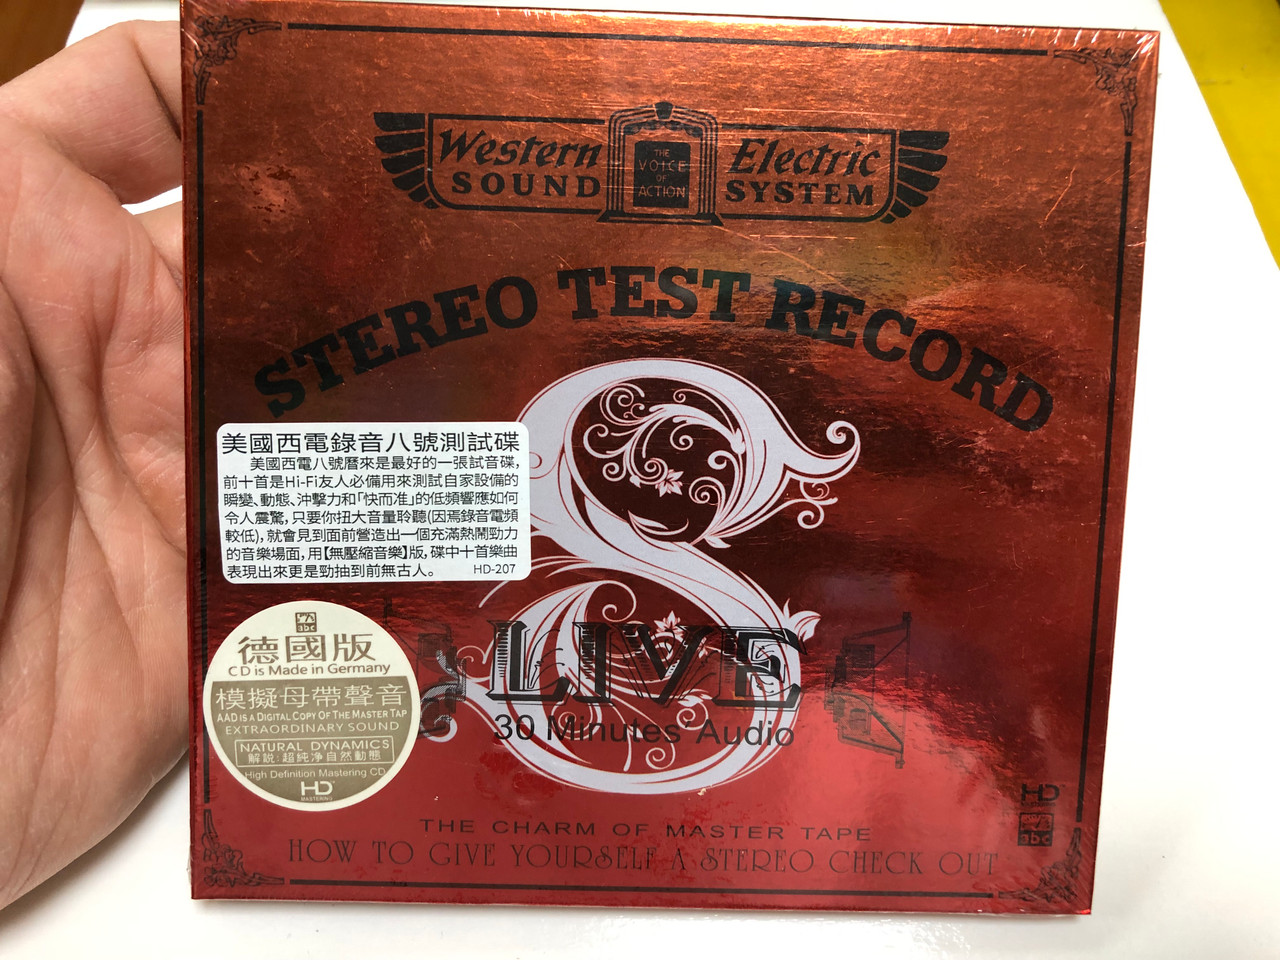 Western Electric
SOUND SYSTEM
THE
VOICE
OF
ACTION
STEREO TEST RECORD
8
美國西電錄音八號測試碟
美國西電八號曆來是最好的一張試音碟,
前十首是Hi-Fi友人必備用來測試自家設備的
瞬變、動態、沖擊力和「快而准」的低頻響應如何
令人震驚,只要你扭大音量聆聽(因焉錄音電頻
較低),就會見到面前營造出一個充滿熱鬧勁力
的音樂場面,用【無壓縮音樂】版,碟中十首樂曲
表現出來更是勁抽到前無古人。 HD-207
abc
德國版
CD is Made in Germany
模擬母帶聲音
AAD IS A DIGITAL COPY OF THE MASTER TAP
EXTRAORDINARY SOUND
NATURAL DYNAMICS
解說:超純淨自然動態
High Definition Mastering CD
HD
MASTERING
LIVE
30 Minutes Audio
HD
abc
THE CHARM OF MASTER TAPE
HOW TO GIVE YOURSELF A STEREO CHECK OUT